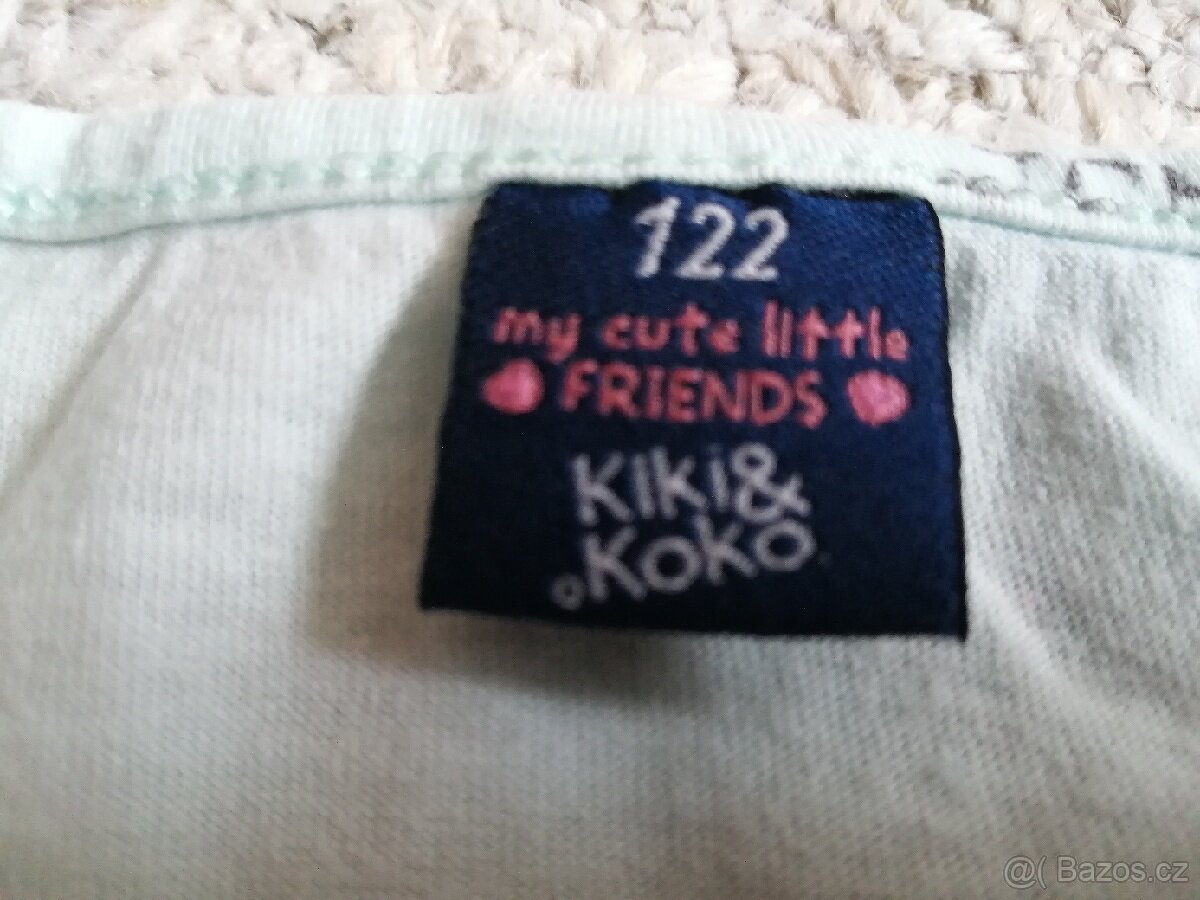 122
my cute little
FRIENDS
Kiki&
Koko
@( Bazos.cz